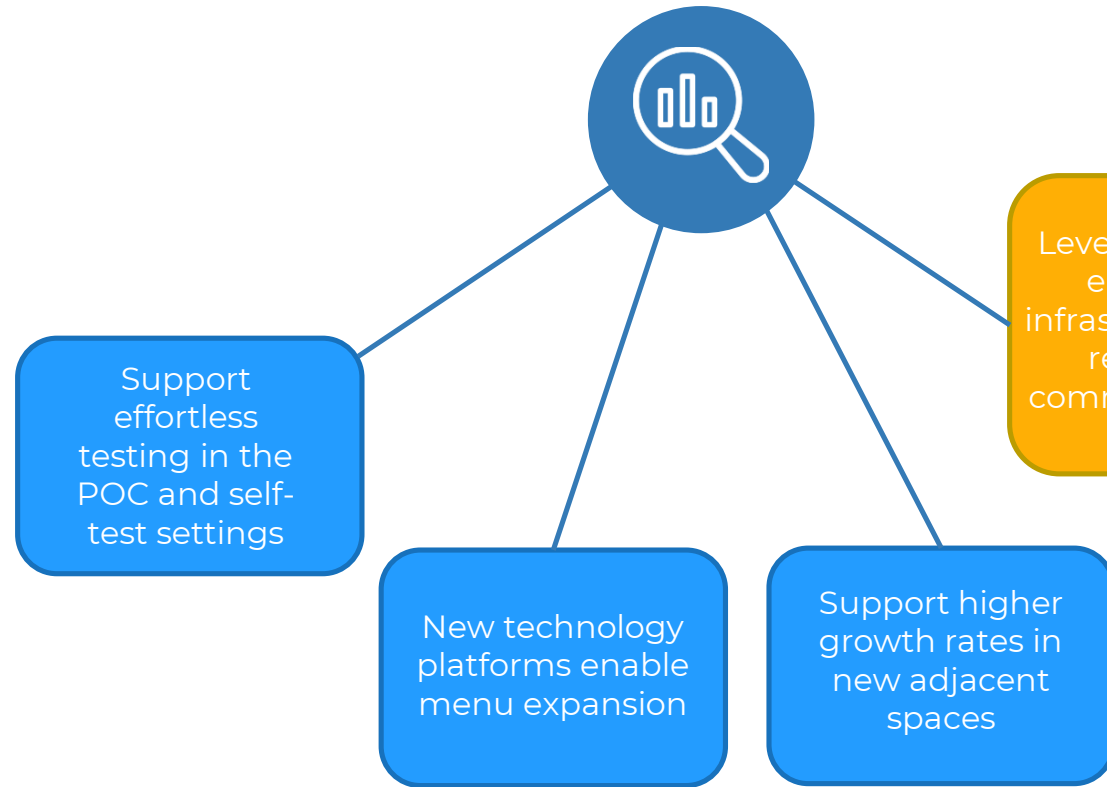 Support
effortless
testing in the
POC and self-
test settings
New technology
platforms enable
menu expansion
Support higher
growth rates in
new adjacent
spaces